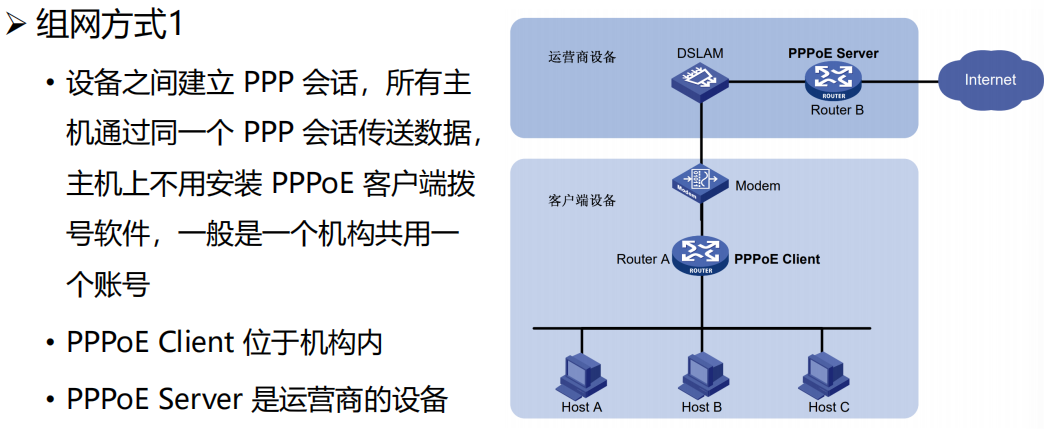 ➢ 组网方式1
• 设备之间建立 PPP 会话，所有主
机通过同一个 PPP 会话传送数据，
主机上不用安装 PPPoE 客户端拨
号软件，一般是一个机构共用一
个账号
• PPPoE Client 位于机构内
• PPPoE Server 是运营商的设备
运营商设备
DSLAM
PPPoE Server
ROUTER
Router B
Internet
Modem
Modem
客户端设备
Router A
ROUTER
PPPoE Client
Host A
Host B
Host C